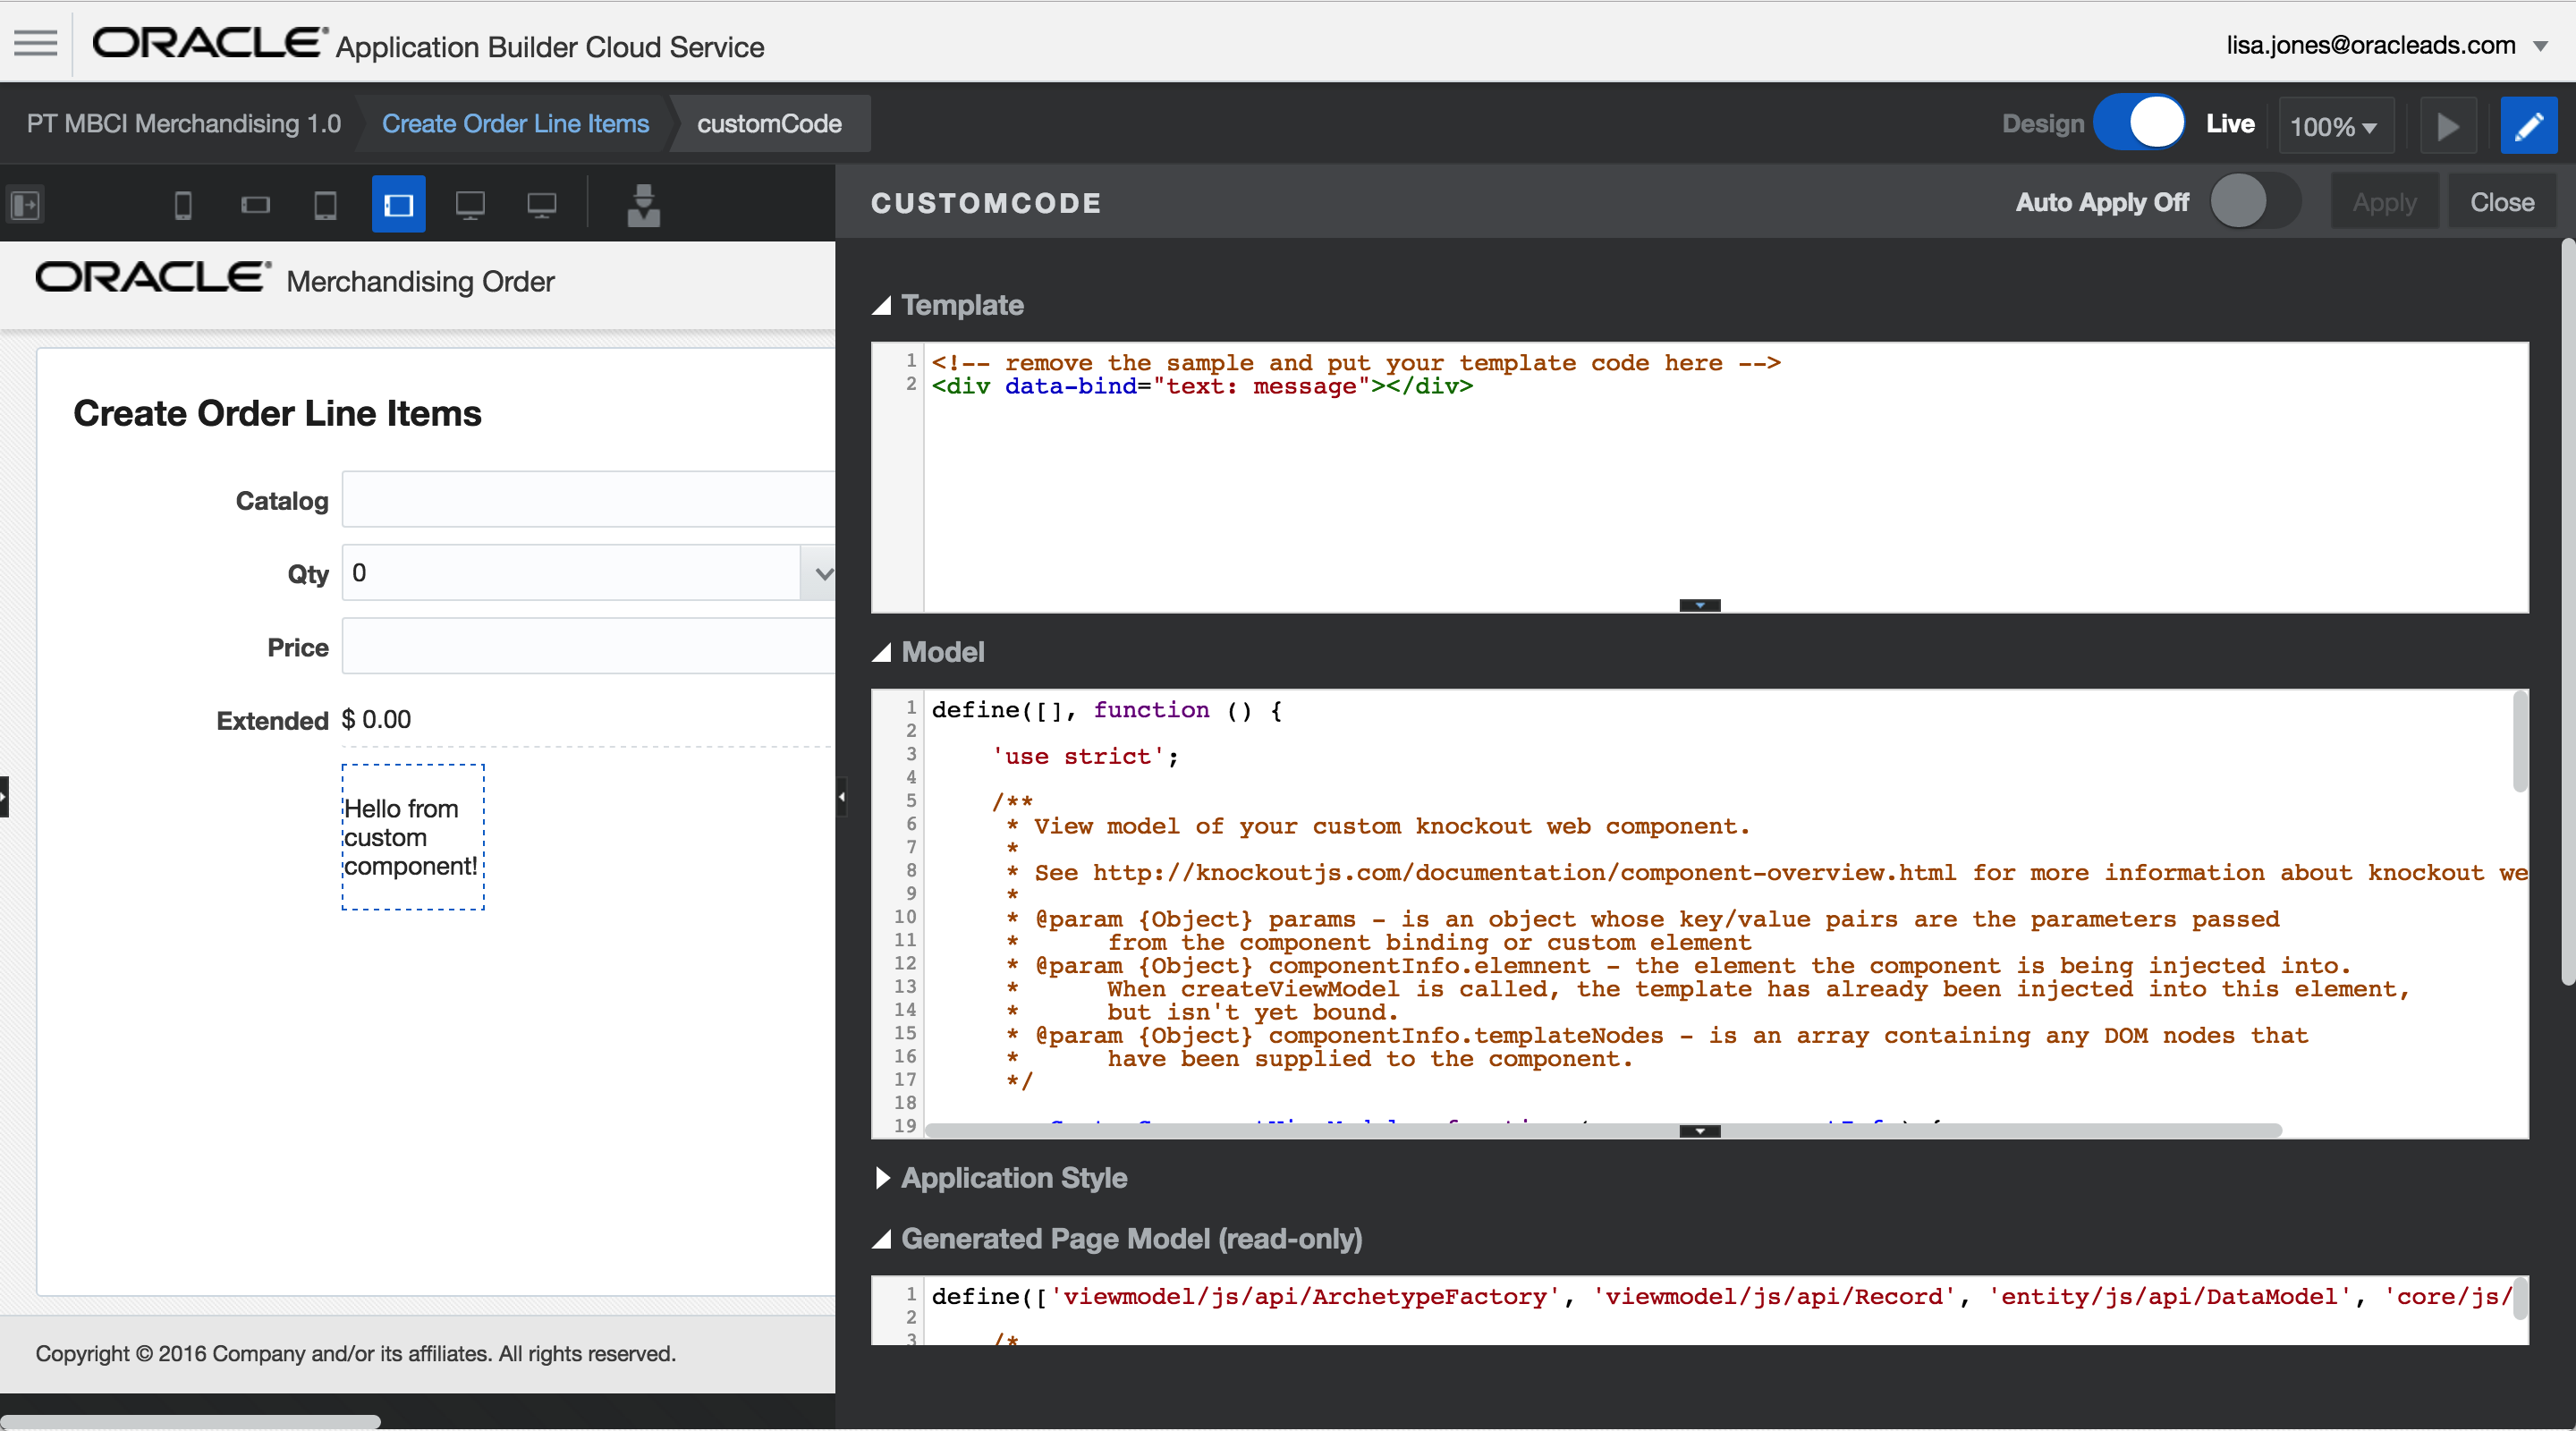 ORACLE® Application Builder Cloud Service
lisa.jones@oracleads.com
PT MBCI Merchandising 1.0
Create Order Line Items
customCode
Design
Live
100%
CUSTOMCODE
Auto Apply Off
Apply
Close
ORACLE® Merchandising Order
Create Order Line Items
Catalog
Qty 0
Price
Extended $ 0.00
Hello from
custom
component!
Copyright © 2016 Company and/or its affiliates. All rights reserved.
Template
1 <!-- remove the sample and put your template code here -->
2 <div data-bind="text: message"></div>
Model
1 define([], function () {
2
3 'use strict';
4
5 /**
6 * View model of your custom knockout web component.
7 *
8 * See http://knockoutjs.com/documentation/component-overview.html for more information about knockout we
9 *
10 * @param {Object} params - is an object whose key/value pairs are the parameters passed
11 * from the component binding or custom element
12 * @param {Object} componentInfo.elemnent - the element the component is being injected into.
13 * When createViewModel is called, the template has already been injected into this element,
14 * but isn't yet bound.
15 * @param {Object} componentInfo.templateNodes - is an array containing any DOM nodes that
16 * have been supplied to the component.
17 */
18
19
Application Style
Generated Page Model (read-only)
1 define(['viewmodel/js/api/ArchetypeFactory', 'viewmodel/js/api/Record', 'entity/js/api/DataModel', 'core/js/
2
3 /*